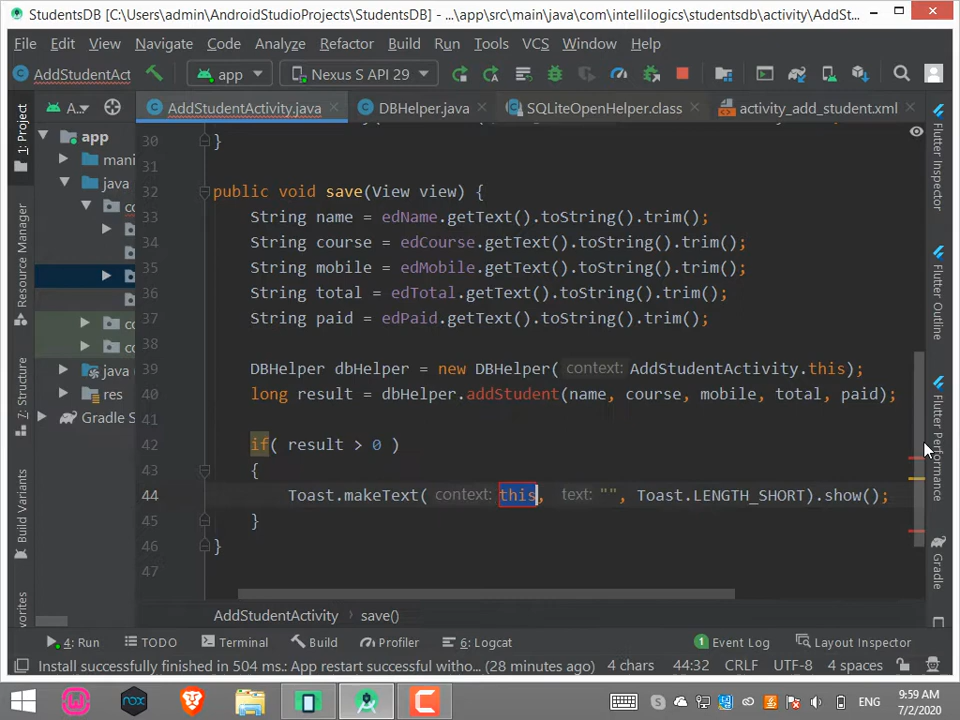 StudentsDB [C:\Users\admin\AndroidStudioProjects\StudentsDB] - ...\app\src\main\java\com\intellilogics\studentsdb\activity\AddSt...
File Edit View Navigate Code Analyze Refactor Build Run Tools VCS Window Help
AddStudentAct app Nexus S API 29
A.. AddStudentActivity.java DBHelper.java SQLiteOpenHelper.class activity_add_student.xml
1: Project
Resource Manager
7: Structure
Build Variants
vorites
app
mani
java
java
res
Gradle
30 }
31
32 public void save(View view) {
33 String name = edName.getText().toString().trim();
34 String course = edCourse.getText().toString().trim();
35 String mobile = edMobile.getText().toString().trim();
36 String total = edTotal.getText().toString().trim();
37 String paid = edPaid.getText().toString().trim();
38
39 DBHelper dbHelper = new DBHelper( context: AddStudentActivity.this);
40 long result = dbHelper.addStudent(name, course, mobile, total, paid);
41
42 if( result > 0 )
43 {
44 Toast.makeText( context: this, text: "", Toast.LENGTH_SHORT).show();
45 }
46 }
47
Flutter Inspector
Flutter Outline
Flutter Performance
Gradle
AddStudentActivity save()
4: Run TODO Terminal Build Profiler 6: Logcat 1 Event Log Layout Inspector
Install successfully finished in 504 ms.: App restart successful witho... (28 minutes ago) 4 chars 44:32 CRLF UTF-8 4 spaces
nox ENG 9:59 AM
7/2/2020